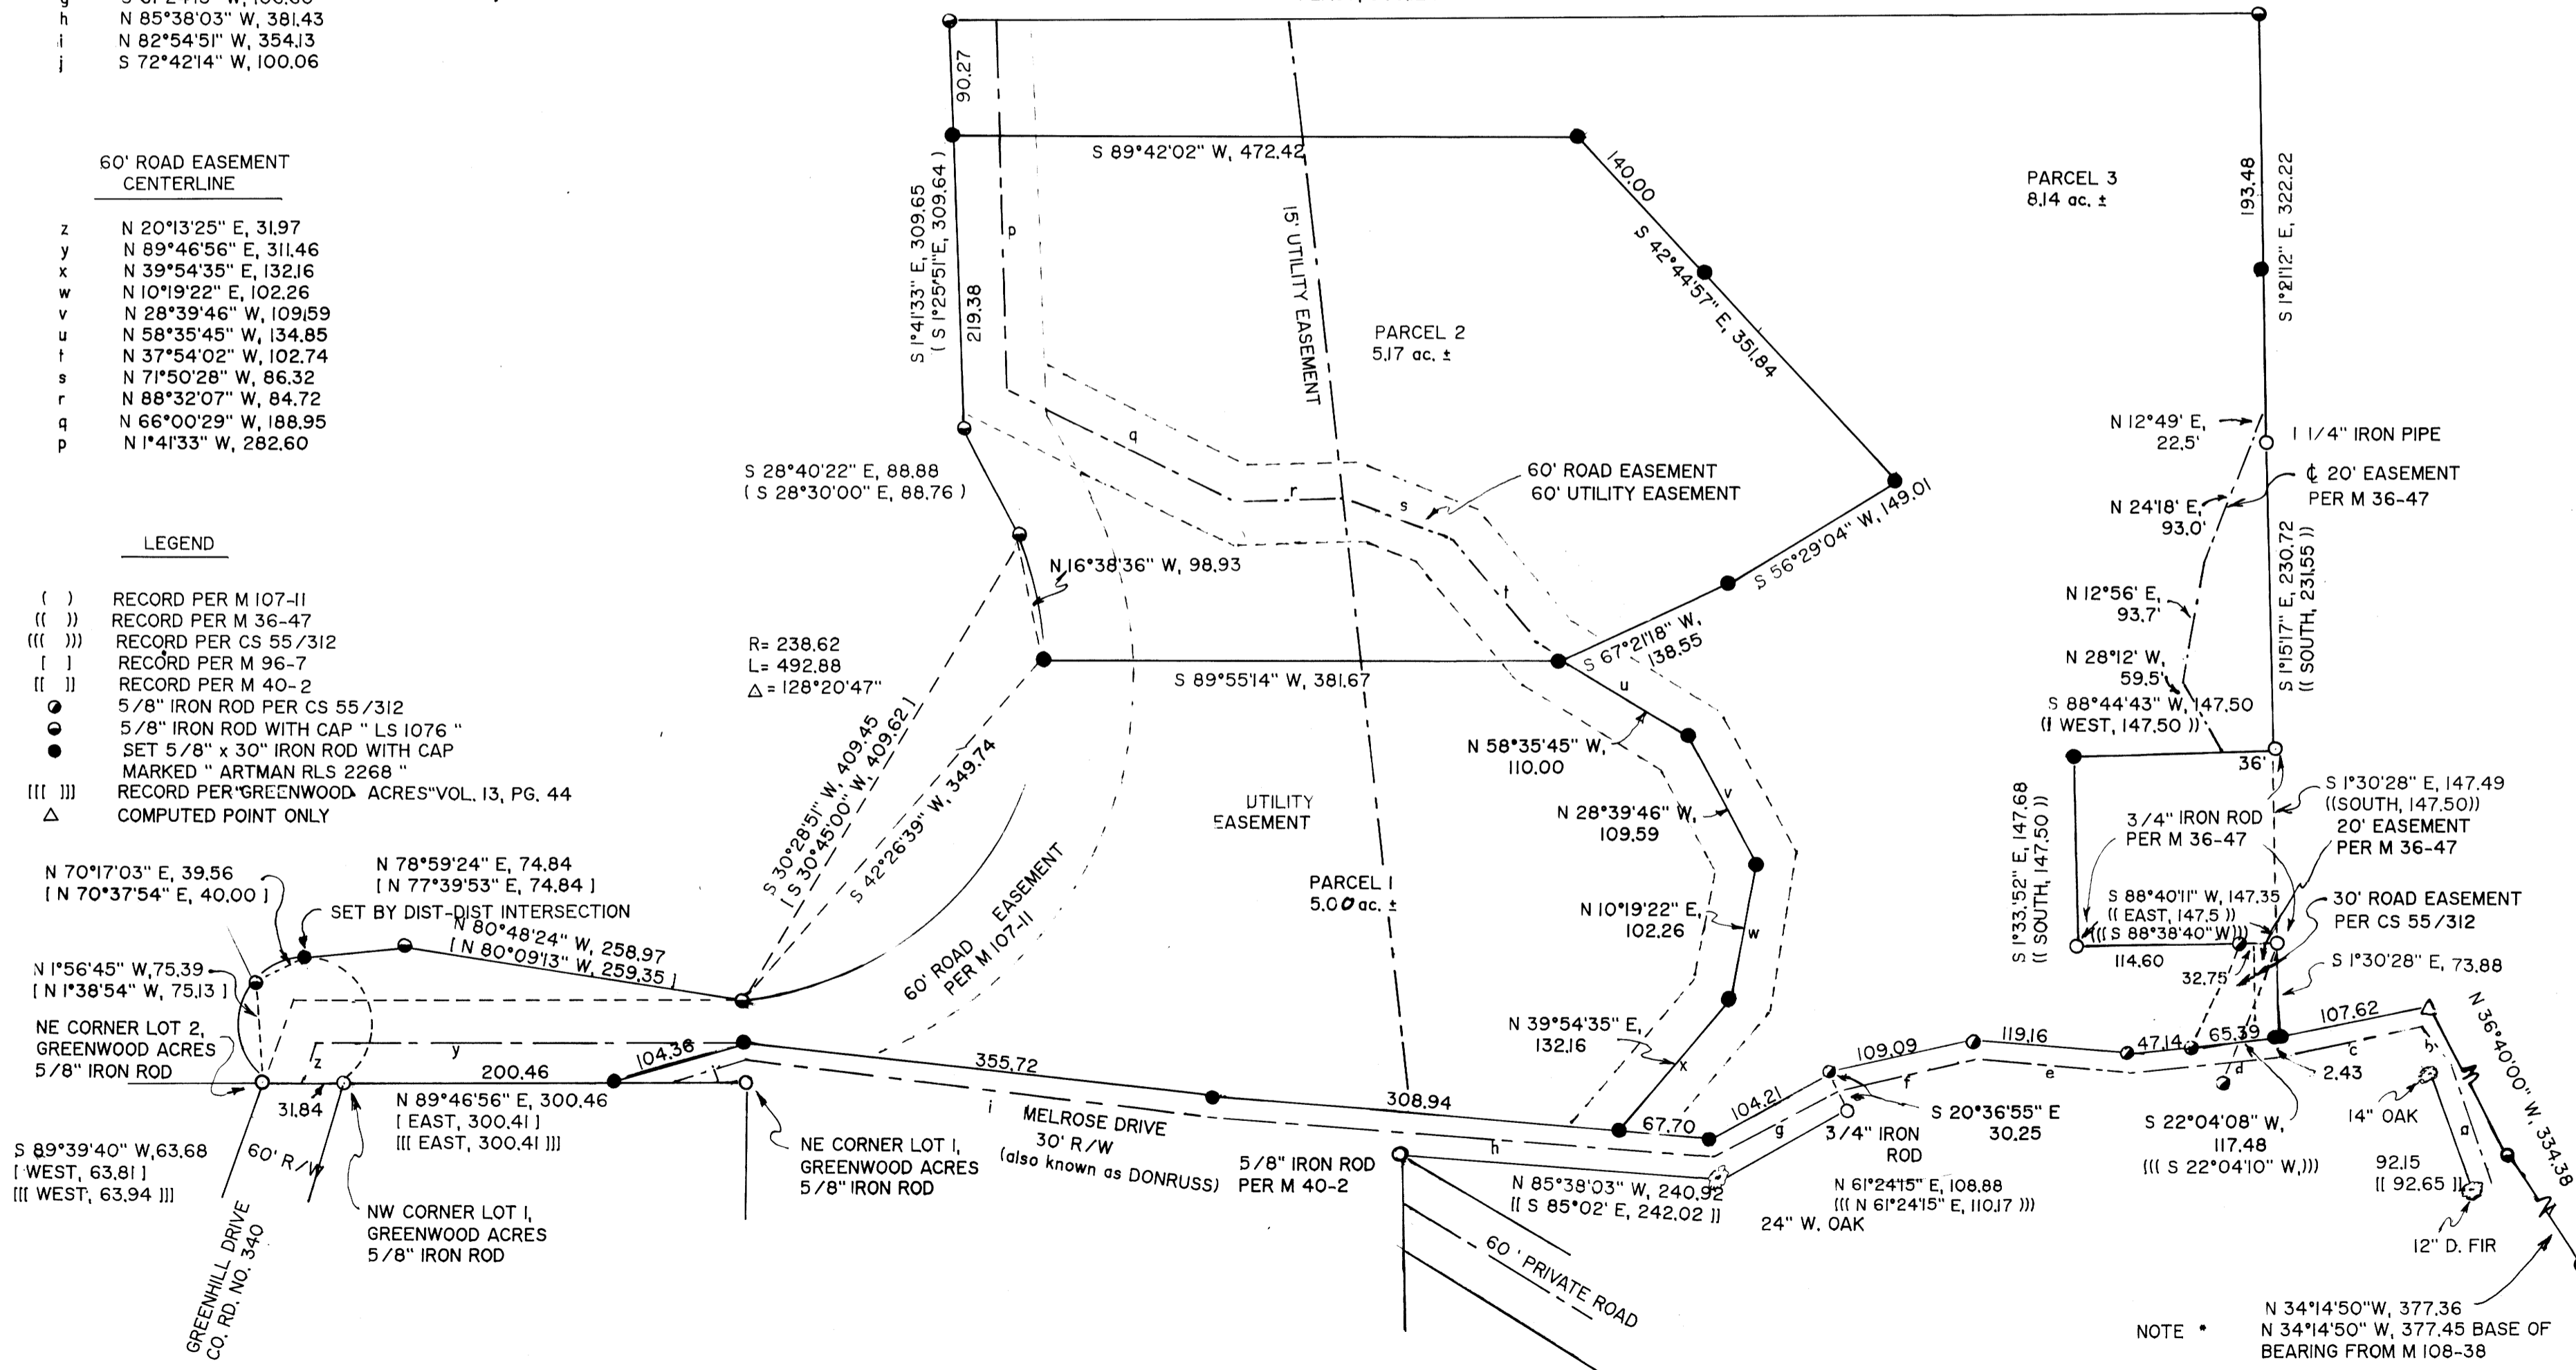 h N 85°38'03" W, 381.43
i N 82°54'51" W, 354.13
j S 72°42'14" W, 100.06
60' ROAD EASEMENT
CENTERLINE
z N 20°13'25" E, 31.97
y N 89°46'56" E, 311.46
x N 39°54'35" E, 132.16
w N 10°19'22" E, 102.26
v N 28°39'46" W, 109.59
u N 58°35'45" W, 134.85
t N 37°54'02" W, 102.74
s N 71°50'28" W, 86.32
r N 88°32'07" W, 84.72
q N 66°00'29" W, 188.95
p N 1°41'33" W, 282.60
LEGEND
( ) RECORD PER M 107-11
(( )) RECORD PER M 36-47
((( ))) RECORD PER CS 55/312
[ ] RECORD PER M 96-7
[[ ]] RECORD PER M 40-2
5/8" IRON ROD PER CS 55/312
5/8" IRON ROD WITH CAP " LS 1076 "
SET 5/8" x 30" IRON ROD WITH CAP
MARKED " ARTMAN RLS 2268 "
[[[ ]]] RECORD PER "GREENWOOD ACRES" VOL. 13, PG. 44
△ COMPUTED POINT ONLY
90.27
S 89°42'02" W, 472.42
S 1°41'33" E, 309.65
( S 1°25'51" E, 309.64 )
219.38
p
15' UTILITY EASEMENT
140.00
S 42°44'57" E, 351.84
PARCEL 2
5.17 ac. ±
PARCEL 3
8.14 ac. ±
193.48
S 1°21'12" E, 322.22
S 28°40'22" E, 88.88
( S 28°30'00" E, 88.76 )
q
r
s
t
60' ROAD EASEMENT
60' UTILITY EASEMENT
S 56°29'04" W, 149.01
S 67°21'18" W,
138.55
N 16°38'36" W, 98.93
R= 238.62
L= 492.88
△= 128°20'47"
S 89°55'14" W, 381.67
N 12°49' E,
22.5'
1 1/4" IRON PIPE
℄ 20' EASEMENT
PER M 36-47
N 24°18' E,
93.0'
N 12°56' E,
93.7'
N 28°12' W,
59.5'
S 1°15'17" E, 230.72
(( SOUTH, 231.55 ))
S 88°44'43" W, 147.50
(( WEST, 147.50 ))
36'
S 1°33'52" E, 147.68
(( SOUTH, 147.50 ))
3/4" IRON ROD
PER M 36-47
S 1°30'28" E, 147.49
((SOUTH, 147.50))
20' EASEMENT
PER M 36-47
S 88°40'11" W, 147.35
(( EAST, 147.5 ))
((( S 88°38'40" W)))
114.60
32.75
30' ROAD EASEMENT
PER CS 55/312
S 1°30'28" E, 73.88
u
N 58°35'45" W,
110.00
v
N 28°39'46" W,
109.59
w
N 10°19'22" E,
102.26
x
N 39°54'35" E,
132.16
UTILITY
EASEMENT
PARCEL 1
5.00 ac. ±
S 30°28'51" W, 409.45
[ S 30°45'00" W, 409.62 ]
S 42°26'39" W, 349.74
60' ROAD EASEMENT
PER M 107-11
N 70°17'03" E, 39.56
[ N 70°37'54" E, 40.00 ]
N 78°59'24" E, 74.84
[ N 77°39'53" E, 74.84 ]
SET BY DIST-DIST INTERSECTION
N 80°48'24" W, 258.97
[ N 80°09'13" W, 259.35 ]
N 1°56'45" W, 75.39
[ N 1°38'54" W, 75.13 ]
NE CORNER LOT 2,
GREENWOOD ACRES
5/8" IRON ROD
z
y
104.36
200.46
31.84
N 89°46'56" E, 300.46
[ EAST, 300.41 ]
[[[ EAST, 300.41 ]]]
S 89°39'40" W, 63.68
[ WEST, 63.81 ]
[[[ WEST, 63.94 ]]]
60' R/W
GREENHILL DRIVE
CO. RD. NO. 340
NW CORNER LOT 1,
GREENWOOD ACRES
5/8" IRON ROD
NE CORNER LOT 1,
GREENWOOD ACRES
5/8" IRON ROD
355.72
308.94
67.70
i
h
MELROSE DRIVE
30' R/W
(also known as DONRUSS)
5/8" IRON ROD
PER M 40-2
60' PRIVATE ROAD
N 85°38'03" W, 240.92
[[ S 85°02' E, 242.02 ]]
24" W. OAK
104.21
g
109.09
f
119.16
e
47.14
65.39
d
2.43
107.62
c
b
a
3/4" IRON
ROD
S 20°36'55" E
30.25
N 61°24'15" E, 108.88
((( N 61°24'15" E, 110.17 )))
S 22°04'08" W,
117.48
((( S 22°04'10" W,)))
14" OAK
92.15
[[ 92.65 ]]
12" D. FIR
N 36°40'00" W, 334.38
NOTE *
N 34°14'50" W, 377.36
N 34°14'50" W, 377.45 BASE OF
BEARING FROM M 108-38